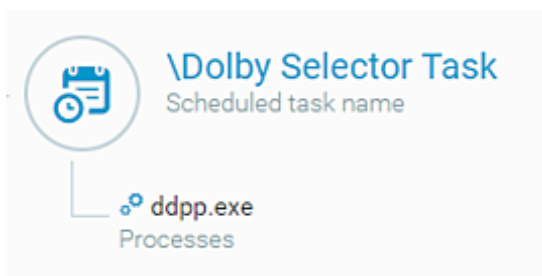 \Dolby Selector Task
Scheduled task name
ddpp.exe
Processes